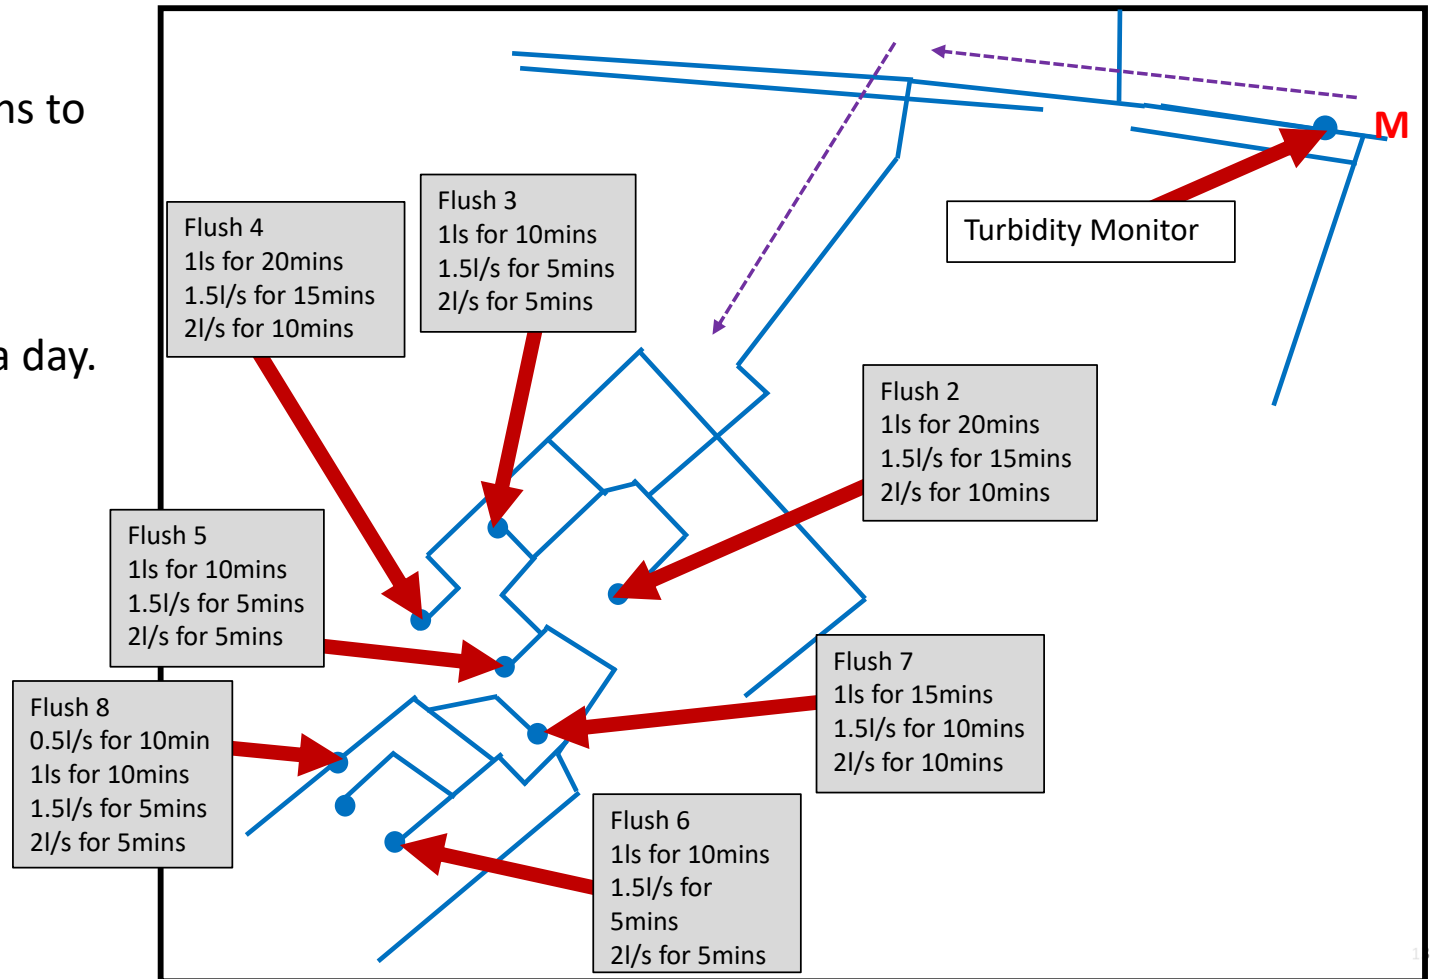 ns to
a day.
M
Turbidity Monitor
Flush 4
1ls for 20mins
1.5l/s for 15mins
2l/s for 10mins
Flush 3
1ls for 10mins
1.5l/s for 5mins
2l/s for 5mins
Flush 2
1ls for 20mins
1.5l/s for 15mins
2l/s for 10mins
Flush 5
1ls for 10mins
1.5l/s for 5mins
2l/s for 5mins
Flush 7
1ls for 15mins
1.5l/s for 10mins
2l/s for 10mins
Flush 8
0.5l/s for 10min
1ls for 10mins
1.5l/s for 5mins
2l/s for 5mins
Flush 6
1ls for 10mins
1.5l/s for
5mins
2l/s for 5mins